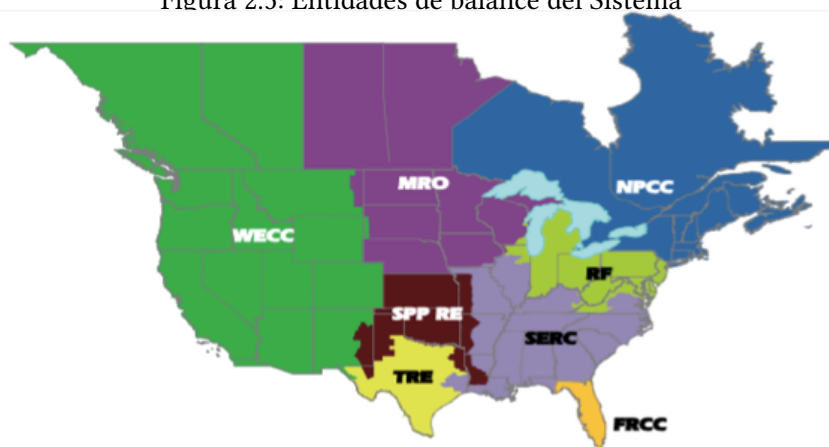 Figura 2.5: Entidades de balance del Sistema
MRO
NPCC
WECC
RF
SPP RE
SERC
TRE
FRCC